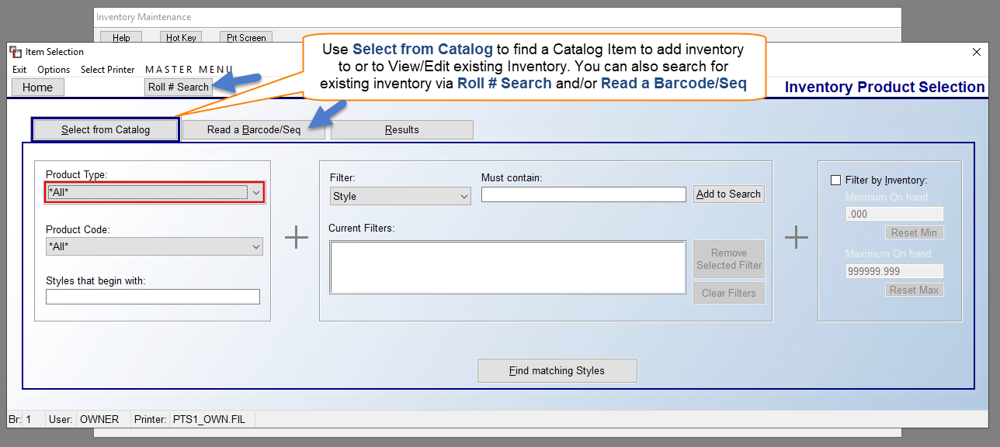 Inventory Maintenance
Help Hot Key Prt Screen
Item Selection
Exit Options Select Printer MASTER MENU
Home Roll # Search
Use Select from Catalog to find a Catalog Item to add inventory
to or to View/Edit existing Inventory. You can also search for
existing inventory via Roll # Search and/or Read a Barcode/Seq
Inventory Product Selection
Select from Catalog Read a Barcode/Seq Results
Product Type:
*All*
Product Code:
*All*
Styles that begin with:
Filter: Must contain:
Style Add to Search
Current Filters:
Remove
Selected Filter
Clear Filters
Filter by Inventory:
Minimum On hand:
.000
Reset Min
Maximum On hand:
999999.999
Reset Max
Find matching Styles
Br: 1 User: OWNER Printer: PTS1_OWN.FIL